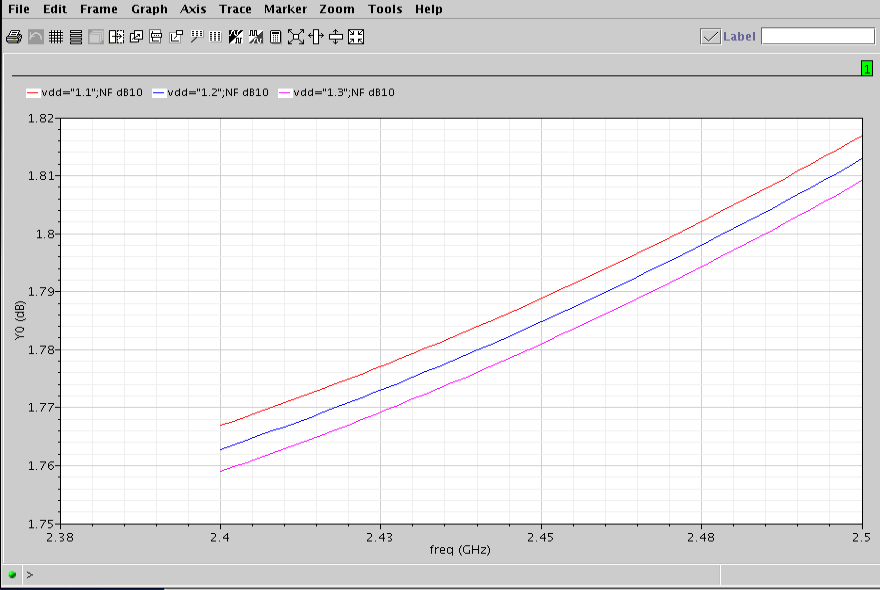 File Edit Frame Graph Axis Trace Marker Zoom Tools Help
Label
1
vdd="1.1";NF dB10 vdd="1.2";NF dB10 vdd="1.3";NF dB10
1.82
1.81
1.8
1.79
1.78
1.77
1.76
1.75
Y0 (dB)
2.38 2.4 2.43 2.45 2.48 2.5
freq (GHz)
>